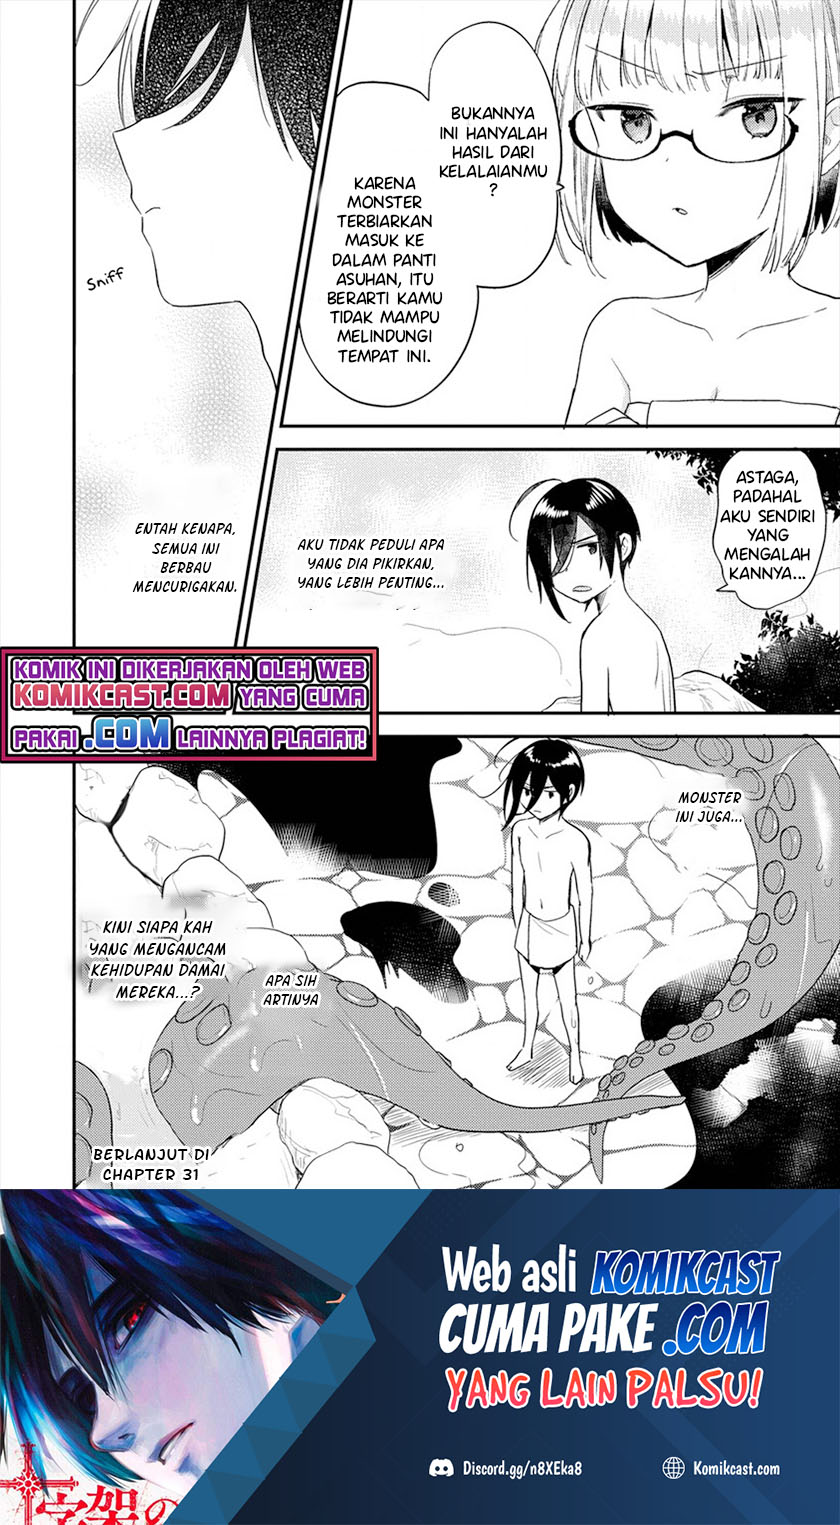 BUKANNYA
INI HANYALAH
HASIL DARI
KELALAIANMU
?
KARENA
MONSTER
TERBIARKAN
MASUK KE
DALAM PANTI
ASUHAN, ITU
BERARTI KAMU
TIDAK MAMPU
MELINDUNGI
TEMPAT INI.
Sniff
ASTAGA,
PADAHAL
AKU SENDIRI
YANG
MENGALAH
KANNYA...
AKU TIDAK PEDULI APA
YANG DIA PIKIRKAN,
YANG LEBIH PENTING...
ENTAH KENAPA,
SEMUA INI
BERBAU
MENCURIGAKAN.
KOMIK INI DIKERJAKAN OLEH WEB
KOMIKCAST.COM YANG CUMA
PAKAI .COM LAINNYA PLAGIAT!
MONSTER
INI JUGA...
APA SIH
ARTINYA
KINI SIAPA KAH
YANG MENGANCAM
KEHIDUPAN DAMAI
MEREKA...?
BERLANJUT DI
CHAPTER 31
Web asli KOMIKCAST
CUMA PAKE .COM
YANG LAIN PALSU!
Discord.gg/n8XEka8
Komikcast.com
十字架の